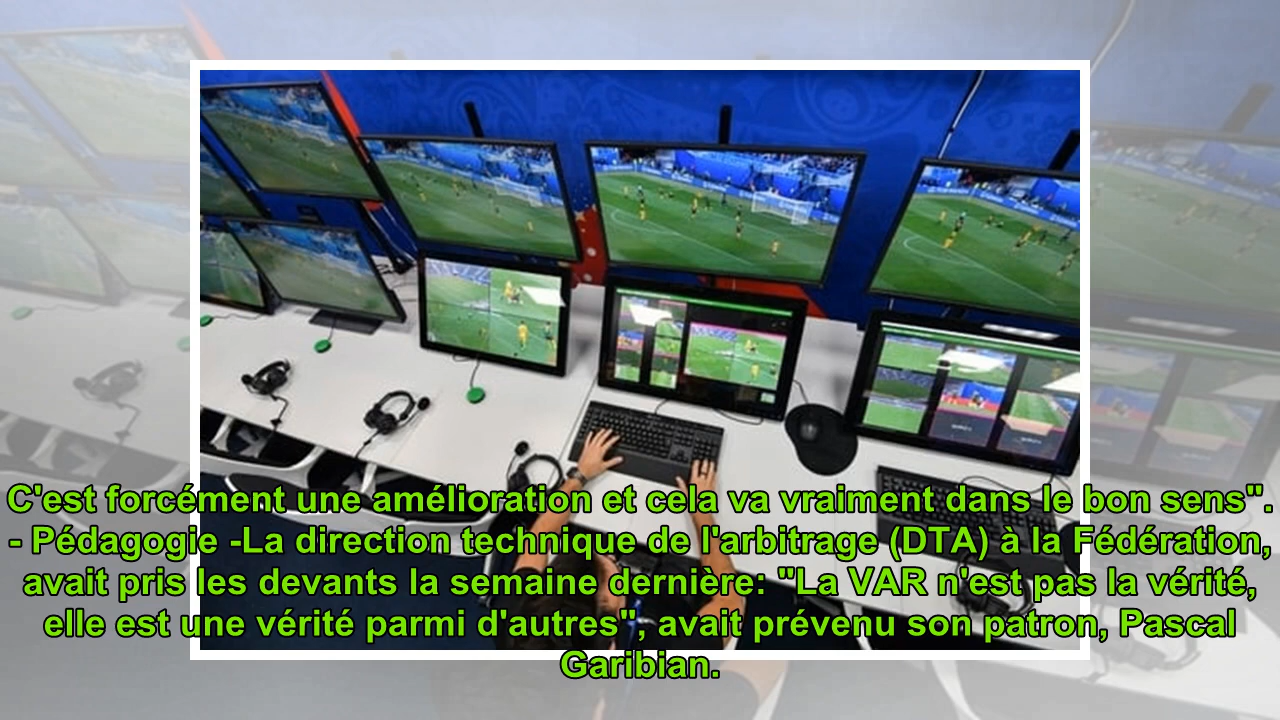 C'est forcément une amélioration et cela va vraiment dans le bon sens".
- Pédagogie -La direction technique de l'arbitrage (DTA) à la Fédération,
avait pris les devants la semaine dernière: "La VAR n'est pas la vérité,
elle est une vérité parmi d'autres", avait prévenu son patron, Pascal
Garibian.